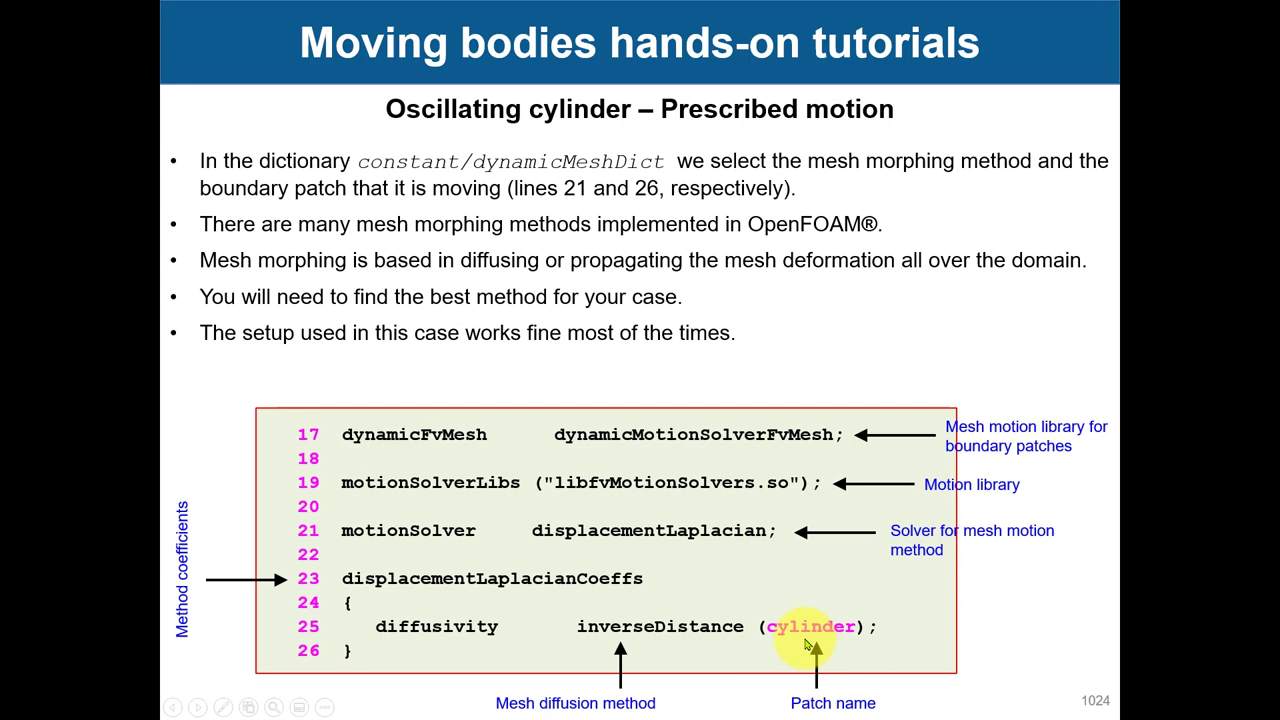 Moving bodies hands-on tutorials
Oscillating cylinder – Prescribed motion
• In the dictionary constant/dynamicMeshDict we select the mesh morphing method and the
boundary patch that it is moving (lines 21 and 26, respectively).
• There are many mesh morphing methods implemented in OpenFOAM®.
• Mesh morphing is based in diffusing or propagating the mesh deformation all over the domain.
• You will need to find the best method for your case.
• The setup used in this case works fine most of the times.
17 dynamicFvMesh dynamicMotionSolverFvMesh;
Mesh motion library for
boundary patches
18
19 motionSolverLibs ("libfvMotionSolvers.so");
Motion library
20
21 motionSolver displacementLaplacian;
Solver for mesh motion
method
22
Method coefficients
23 displacementLaplacianCoeffs
24 {
25 diffusivity inverseDistance (cylinder);
26 }
Mesh diffusion method
Patch name
1024